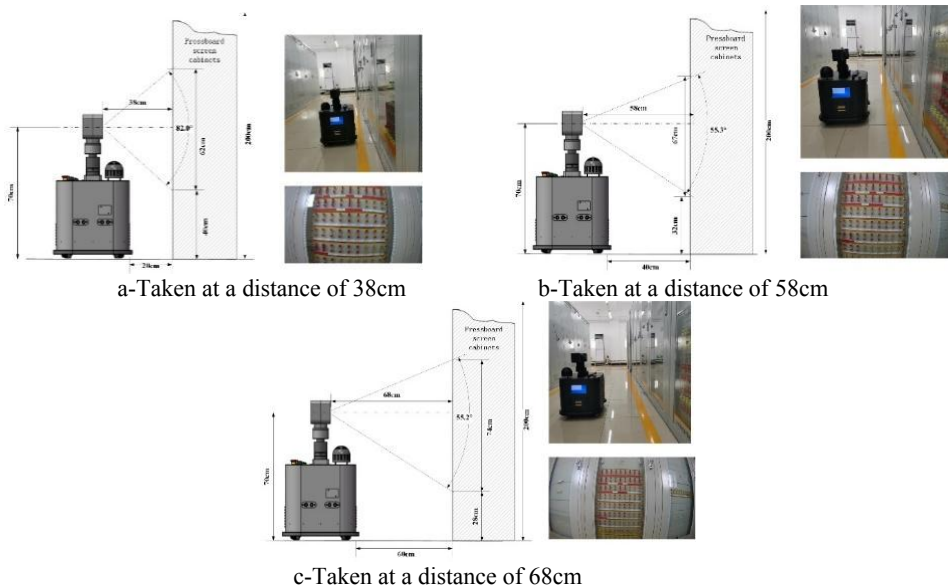 Pressboard
screen
cabinets
38cm
82.0°
62cm
200cm
70cm
40cm
20cm
a-Taken at a distance of 38cm
Pressboard
screen
cabinets
58cm
55.3°
67cm
200cm
70cm
32cm
40cm
b-Taken at a distance of 58cm
Pressboard
screen
cabinets
68cm
55.2°
74cm
200cm
70cm
28cm
60cm
c-Taken at a distance of 68cm